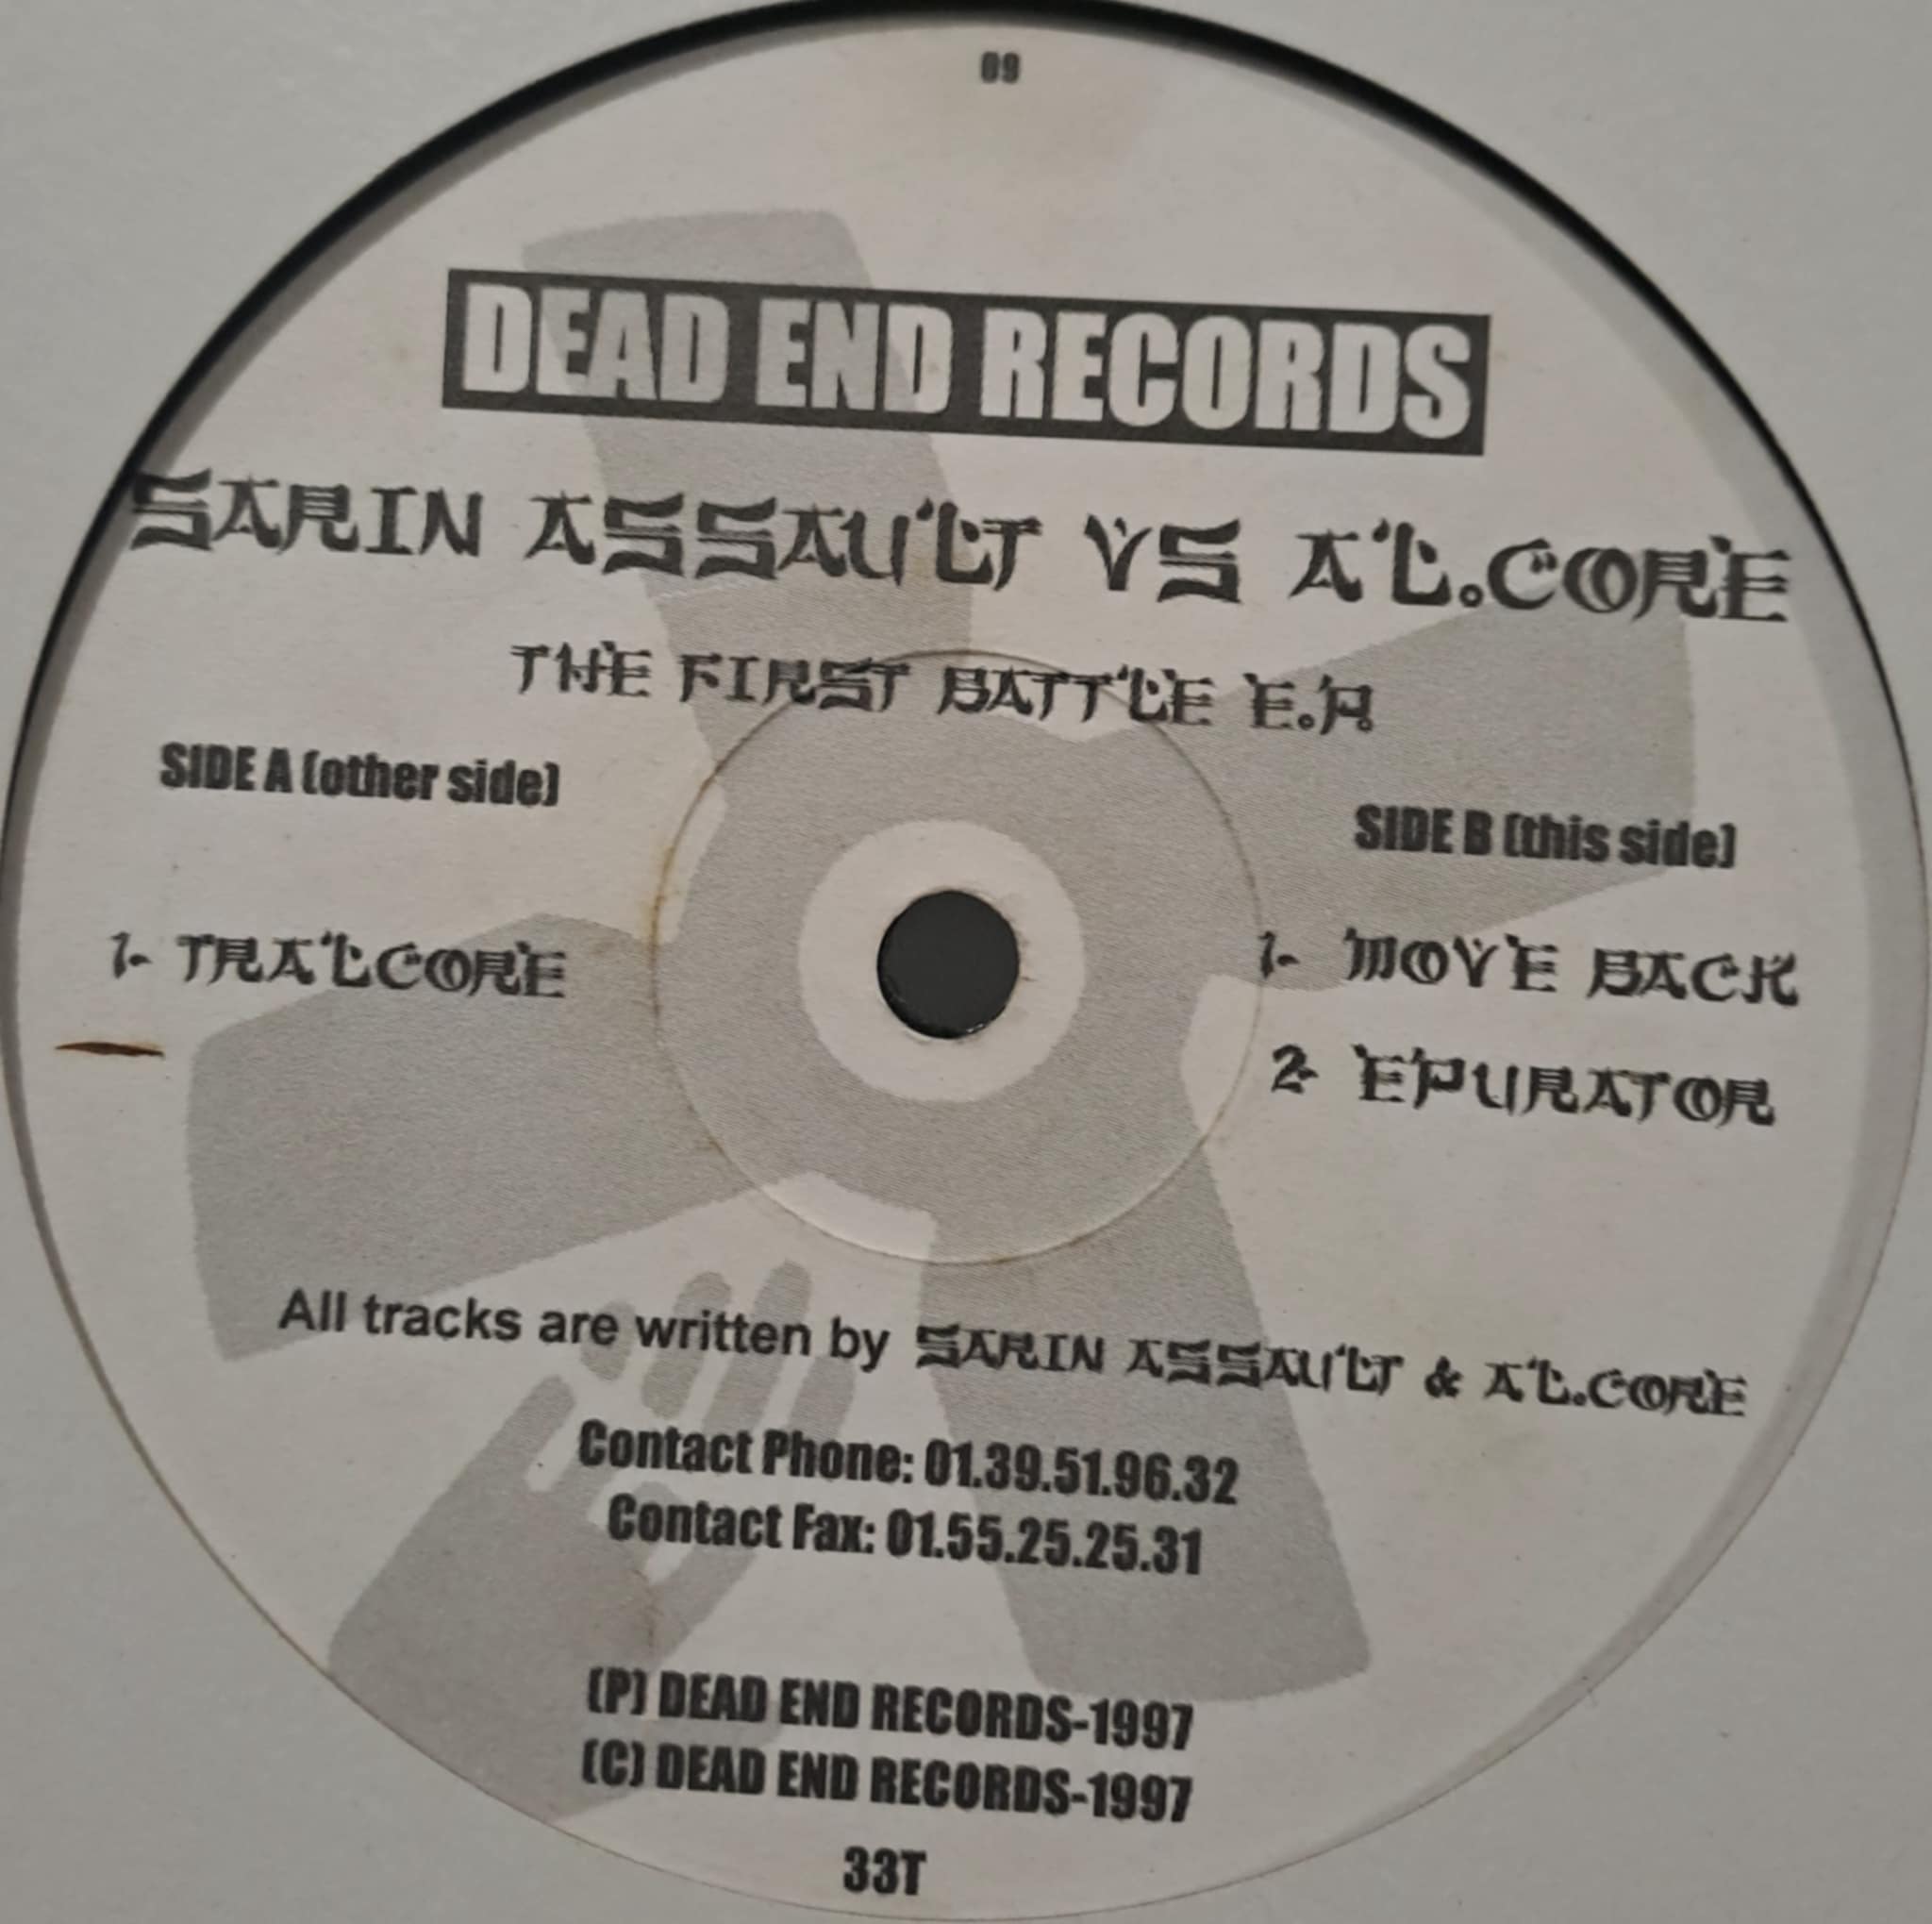 09
DEAD END RECORDS
SARIN ASSAULT VS AL.CORE
THE FIRST BATTLE E.P.
SIDE A (other side)
SIDE B (this side)
1- TRALCORE
1- MOVE BACK
2- EPURATOR
All tracks are written by SARIN ASSAULT & AL.CORE
Contact Phone: 01.39.51.96.32
Contact Fax: 01.55.25.25.31
(P) DEAD END RECORDS-1997
(C) DEAD END RECORDS-1997
33T